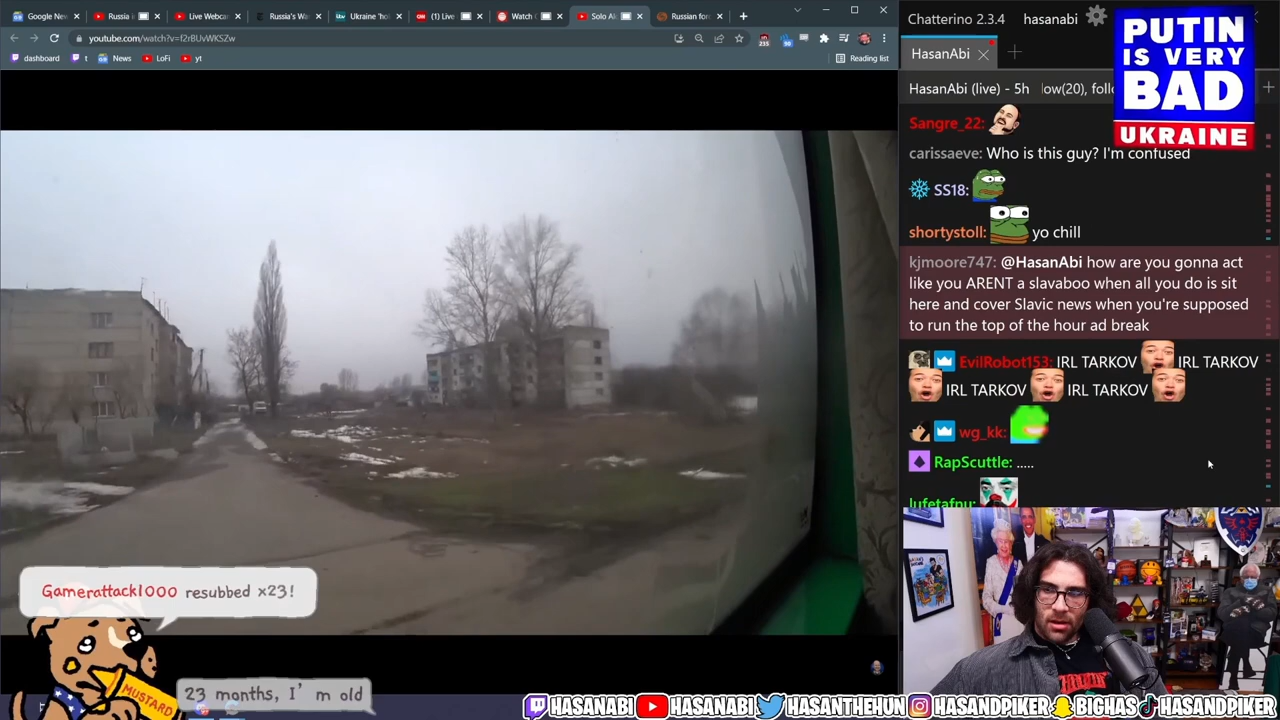 Google New
Russia i
Live Webcam
Russia's Wa
Ukraine 'ho
(1) Live
Watch
Solo Al
Russian for
youtube.com/watch?v=f2rBUvWKSZw
dashboard
t
News
LoFi
yt
Reading list
Chatterino 2.3.4
hasanabi
HasanAbi
HasanAbi (live) - 5h
low(20), follo
PUTIN
IS VERY
BAD
UKRAINE
Sangre_22:
carissaeve: Who is this guy? I'm confused
SS18:
shortystoll: yo chill
kjmoore747: @HasanAbi how are you gonna act
like you ARENT a slavaboo when all you do is sit
here and cover Slavic news when you're supposed
to run the top of the hour ad break
EvilRobot153: IRL TARKOV IRL TARKOV
IRL TARKOV IRL TARKOV
wg_kk:
RapScuttle: .....
lufetafnu:
Gamerattack1000 resubbed x23!
MUSTARD
23 months, I'm old
HASANABI HASANABI HASANTHEHUN HASANDPIKER BIGHAS HASANDPIKER